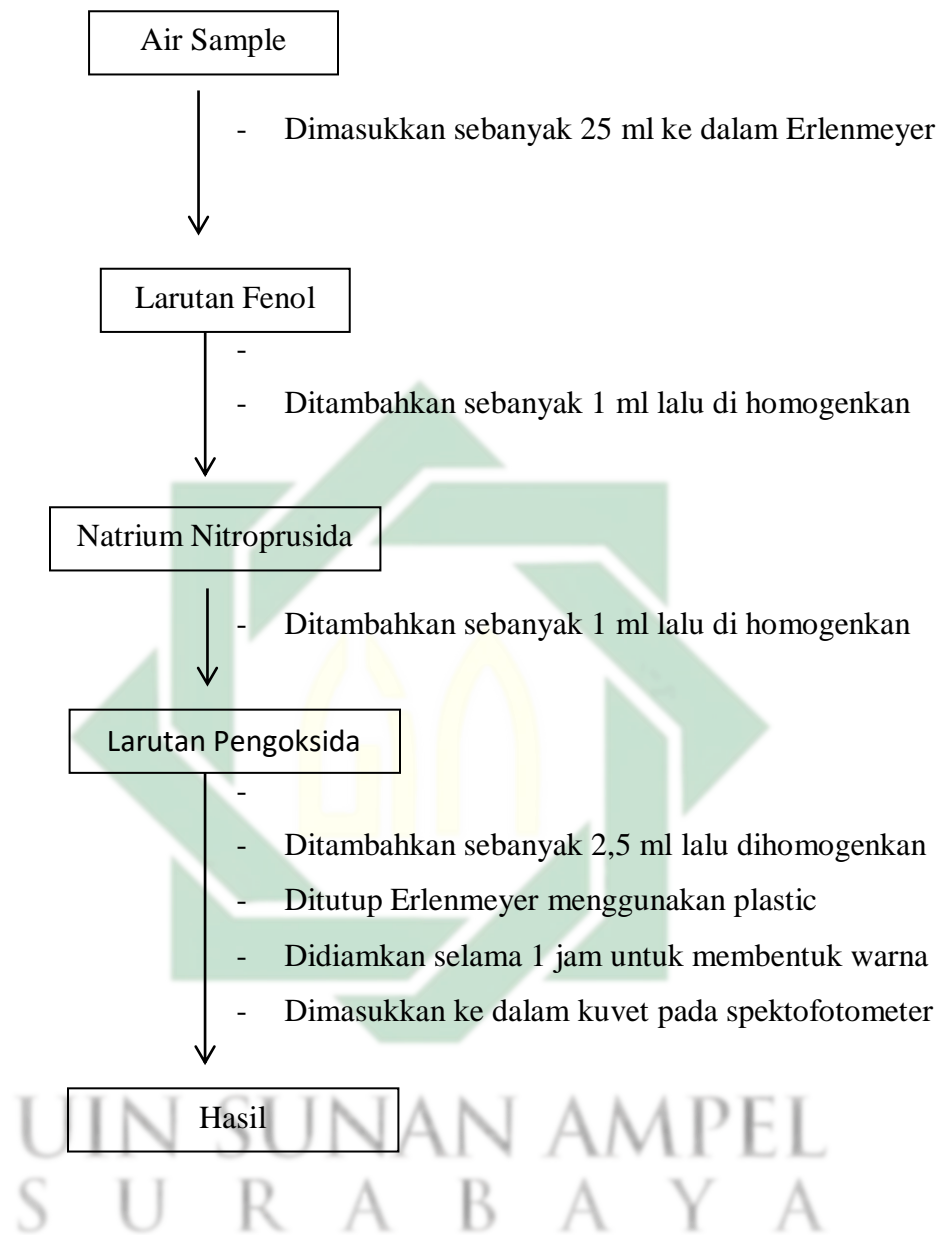 Air Sample
- Dimasukkan sebanyak 25 ml ke dalam Erlenmeyer
Larutan Fenol
-
- Ditambahkan sebanyak 1 ml lalu di homogenkan
Natrium Nitroprusida
- Ditambahkan sebanyak 1 ml lalu di homogenkan
Larutan Pengoksida
-
- Ditambahkan sebanyak 2,5 ml lalu dihomogenkan
- Ditutup Erlenmeyer menggunakan plastic
- Didiamkan selama 1 jam untuk membentuk warna
- Dimasukkan ke dalam kuvet pada spektofotometer
Hasil
UIN SUNAN AMPEL
SURABAYA